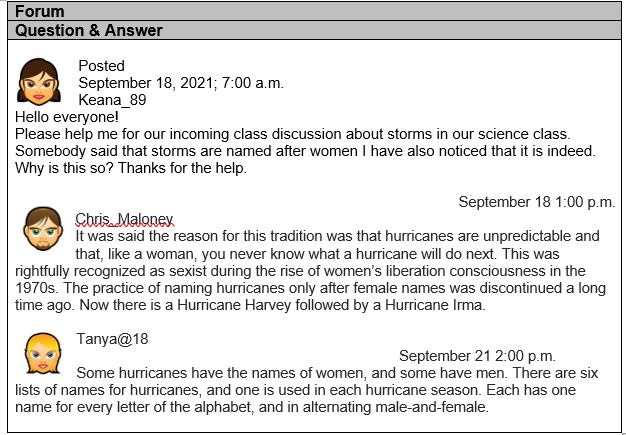 Forum
Question & Answer
Posted
September 18, 2021; 7:00 a.m.
Keana_89
Hello everyone!
Please help me for our incoming class discussion about storms in our science class.
Somebody said that storms are named after women I have also noticed that it is indeed.
Why is this so? Thanks for the help.
September 18 1:00 p.m.
Chris_Maloney
It was said the reason for this tradition was that hurricanes are unpredictable and
that, like a woman, you never know what a hurricane will do next. This was
rightfully recognized as sexist during the rise of women’s liberation consciousness in the
1970s. The practice of naming hurricanes only after female names was discontinued a long
time ago. Now there is a Hurricane Harvey followed by a Hurricane Irma.
Tanya@18
September 21 2:00 p.m.
Some hurricanes have the names of women, and some have men. There are six
lists of names for hurricanes, and one is used in each hurricane season. Each has one
name for every letter of the alphabet, and in alternating male-and-female.